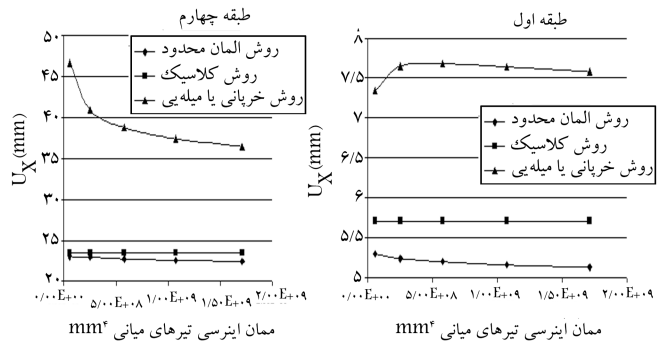 طبقه اول
۸
۷/۵
۷
۶/۵
۶
۵/۵
۵
U_X(mm)
روش المان محدود
روش کلاسیک
روش خرپائی یا میله‌یی
۰/۰۰E+۰۰ ۵/۰۰E+۰۸ ۱/۰۰E+۰۹ ۱/۵۰E+۰۹ ۲/۰۰E+۰۹
ممان اینرسی تیرهای میانی mm⁴
طبقه چهارم
۵۰
۴۵
۴۰
۳۵
۳۰
۲۵
۲۰
U_X(mm)
روش المان محدود
روش کلاسیک
روش خرپائی یا میله‌یی
۰/۰۰E+۰۰ ۵/۰۰E+۰۸ ۱/۰۰E+۰۹ ۱/۵۰E+۰۹ ۲/۰۰E+۰۹
ممان اینرسی تیرهای میانی mm⁴